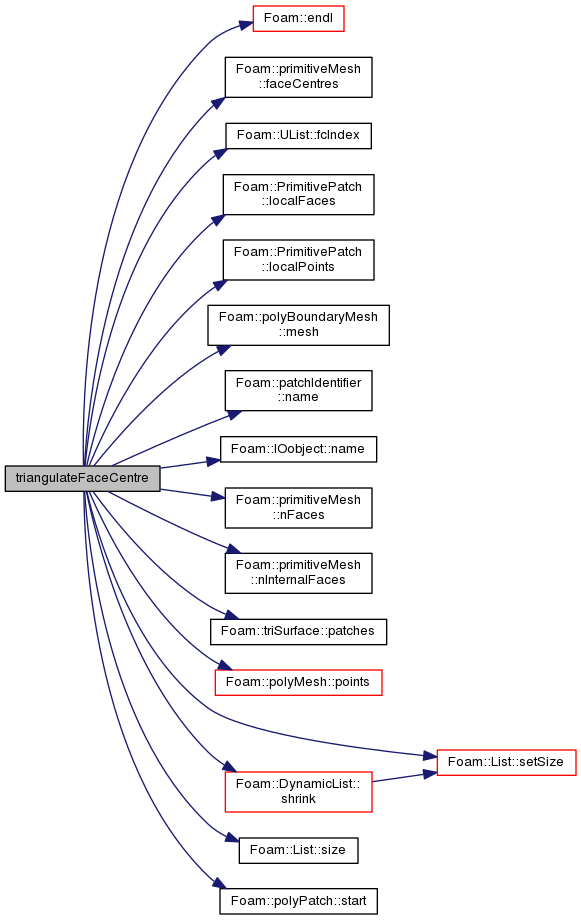 Foam::endl
Foam::primitiveMesh
::faceCentres
Foam::UList::fcIndex
Foam::PrimitivePatch
::localFaces
Foam::PrimitivePatch
::localPoints
Foam::polyBoundaryMesh
::mesh
Foam::patchIdentifier
::name
Foam::IOobject::name
triangulateFaceCentre
Foam::primitiveMesh
::nFaces
Foam::primitiveMesh
::nInternalFaces
Foam::triSurface::patches
Foam::polyMesh::points
Foam::List::setSize
Foam::DynamicList::
shrink
Foam::List::size
Foam::polyPatch::start